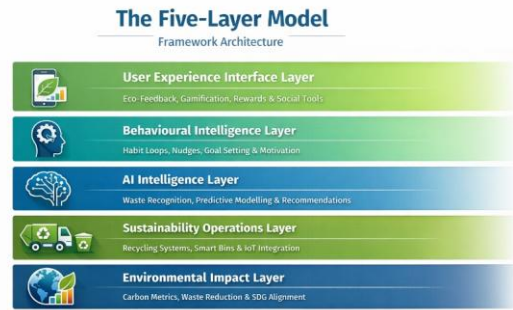 The Five-Layer Model
Framework Architecture
User Experience Interface Layer
Eco-Feedback, Gamification, Rewards & Social Tools
Behavioural Intelligence Layer
Habit Loops, Nudges, Goal Setting & Motivation
AI Intelligence Layer
Waste Recognition, Predictive Modelling & Recommendations
Sustainability Operations Layer
Recycling Systems, Smart Bins & IoT Integration
Environmental Impact Layer
Carbon Metrics, Waste Reduction & SDG Alignment